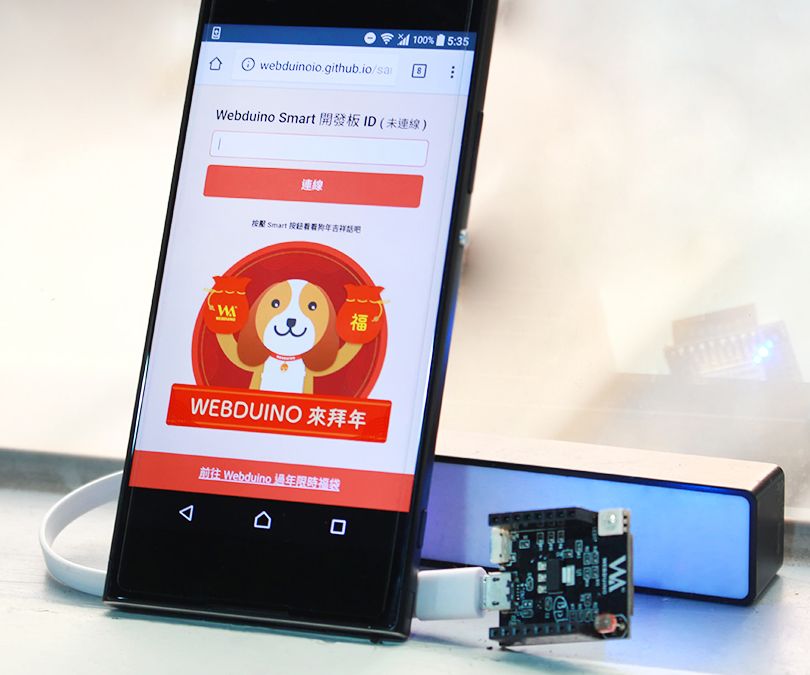 100% 5:35
webduinoio.github.io/sa
8
Webduino Smart 開發板 ID ( 未連線 )
連線
按壓 Smart 按鈕看看狗年吉祥話吧
WEBDUINO
福
WEBDUINO 來拜年
前往 Webduino 過年限時福袋
WEBDUINO